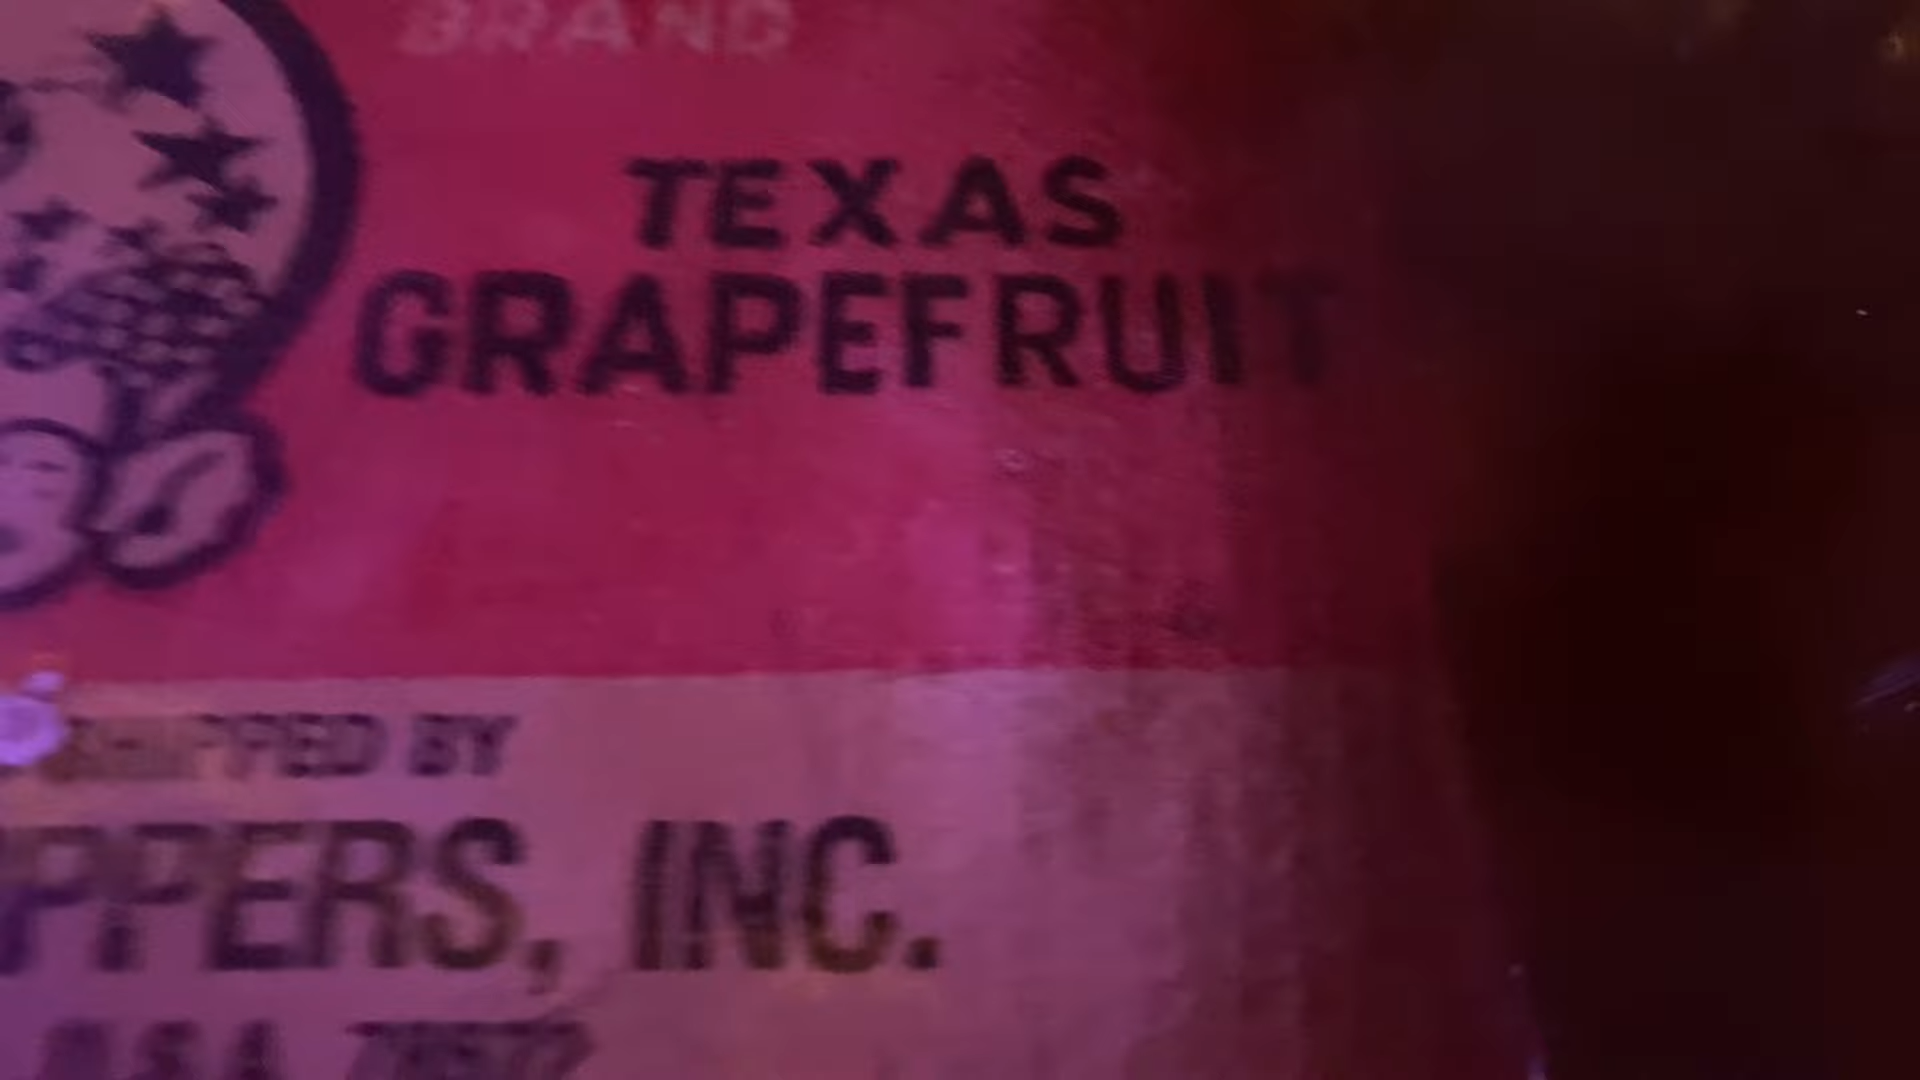 BRAND
TEXAS
GRAPEFRUIT
SHIPPED BY
PPERS, INC.